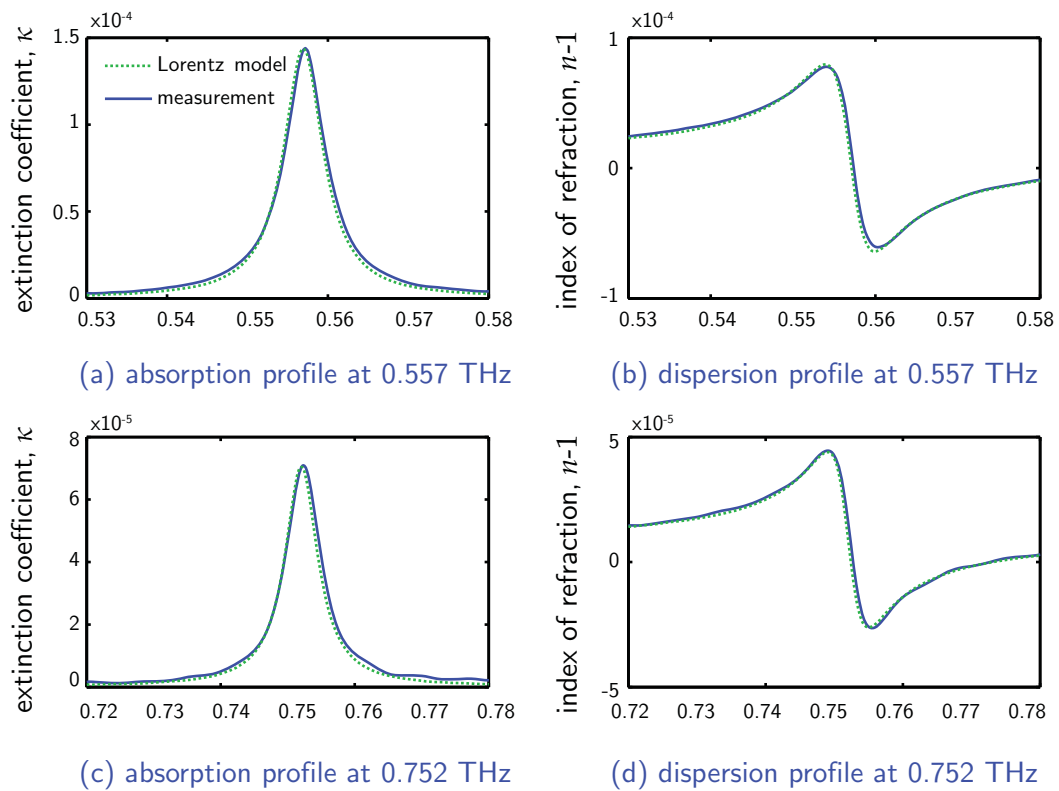 x10-4
extinction coefficient, κ
1.5
1
0.5
0
Lorentz model
measurement
0.53 0.54 0.55 0.56 0.57 0.58
(a) absorption profile at 0.557 THz
x10-4
index of refraction, n-1
1
0
-1
0.53 0.54 0.55 0.56 0.57 0.58
(b) dispersion profile at 0.557 THz
x10-5
extinction coefficient, κ
8
6
4
2
0
0.72 0.73 0.74 0.75 0.76 0.77 0.78
(c) absorption profile at 0.752 THz
x10-5
index of refraction, n-1
5
0
-5
0.72 0.73 0.74 0.75 0.76 0.77 0.78
(d) dispersion profile at 0.752 THz